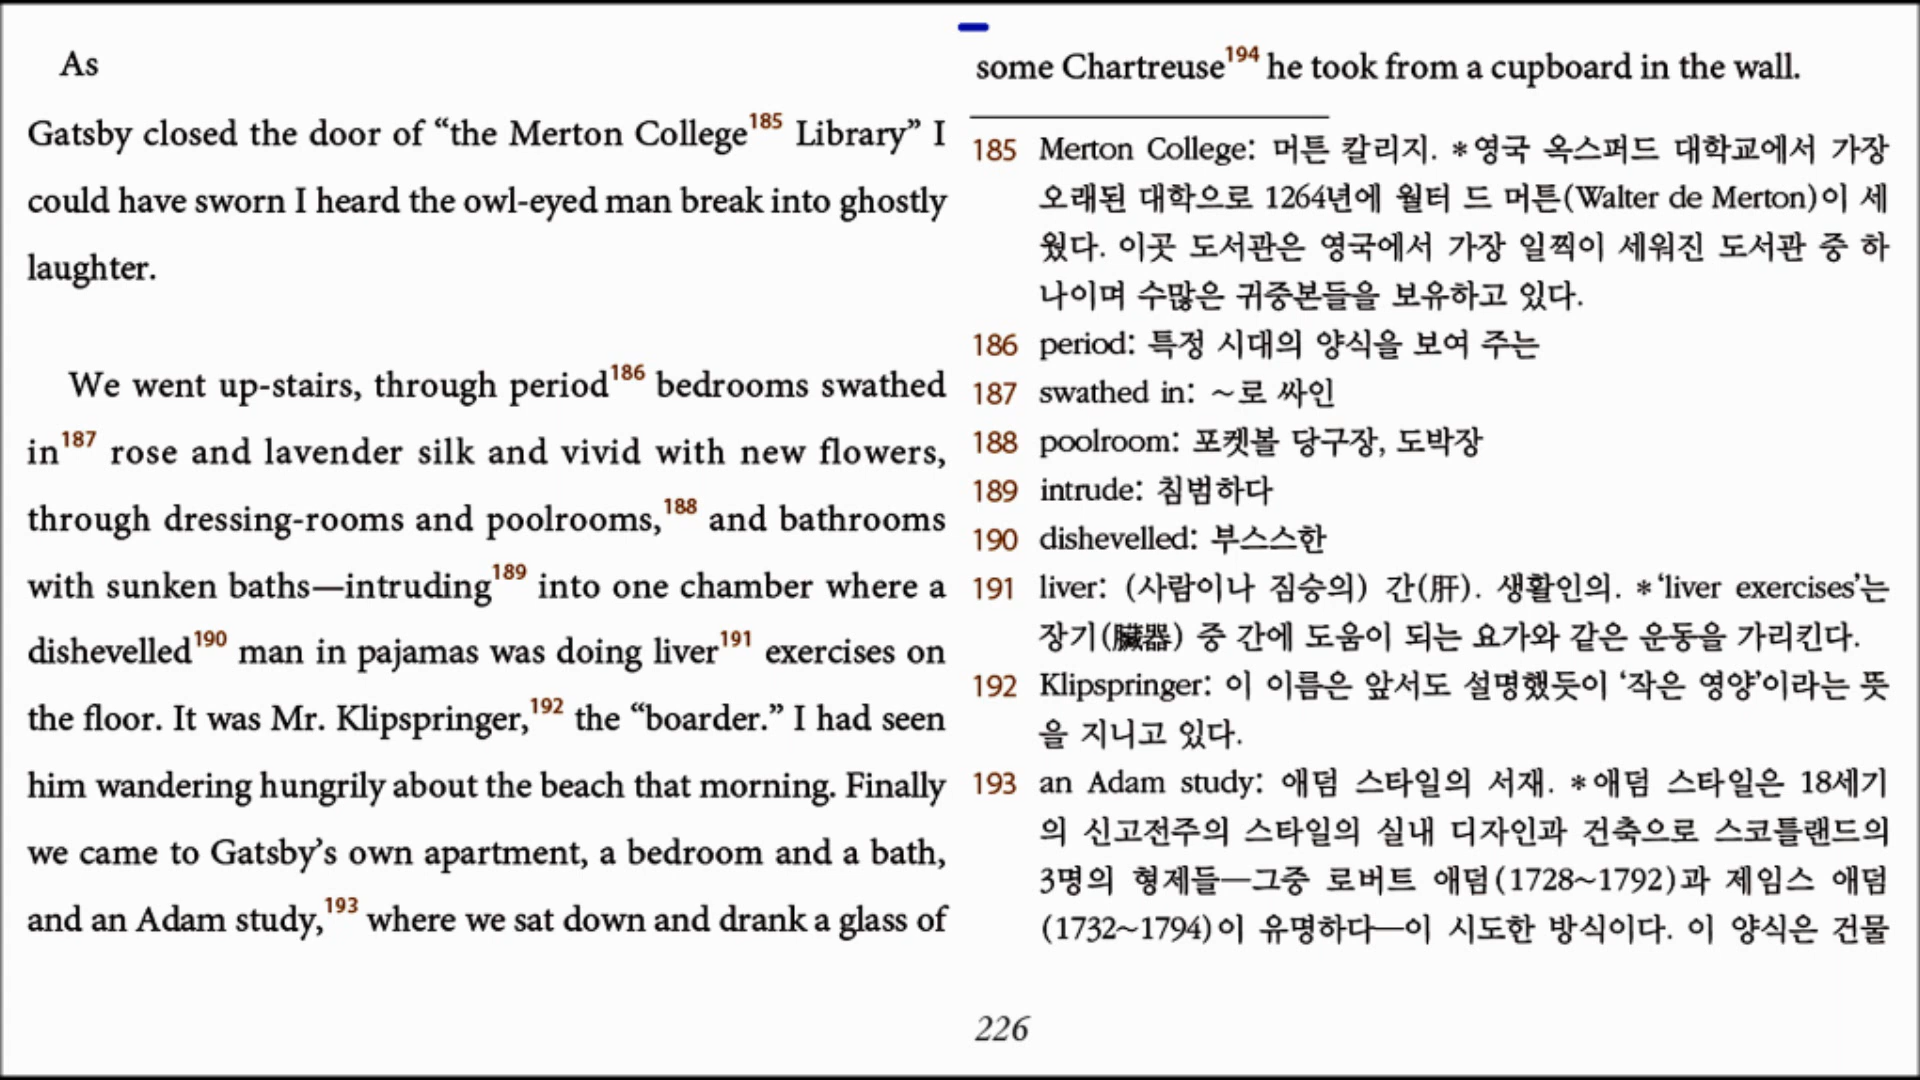 As
Gatsby closed the door of “the Merton College185 Library” I
could have sworn I heard the owl-eyed man break into ghostly
laughter.
We went up-stairs, through period186 bedrooms swathed
in187 rose and lavender silk and vivid with new flowers,
through dressing-rooms and poolrooms,188 and bathrooms
with sunken baths—intruding189 into one chamber where a
dishevelled190 man in pajamas was doing liver191 exercises on
the floor. It was Mr. Klipspringer,192 the “boarder.” I had seen
him wandering hungrily about the beach that morning. Finally
we came to Gatsby’s own apartment, a bedroom and a bath,
and an Adam study,193 where we sat down and drank a glass of
some Chartreuse194 he took from a cupboard in the wall.
185 Merton College: 머튼 칼리지. *영국 옥스퍼드 대학교에서 가장
오래된 대학으로 1264년에 월터 드 머튼(Walter de Merton)이 세
웠다. 이곳 도서관은 영국에서 가장 일찍이 세워진 도서관 중 하
나이며 수많은 귀중본들을 보유하고 있다.
186 period: 특정 시대의 양식을 보여 주는
187 swathed in: ~로 싸인
188 poolroom: 포켓볼 당구장, 도박장
189 intrude: 침범하다
190 dishevelled: 부스스한
191 liver: (사람이나 짐승의) 간(肝). 생활인의. *‘liver exercises’는
장기(臟器) 중 간에 도움이 되는 요가와 같은 운동을 가리킨다.
192 Klipspringer: 이 이름은 앞서도 설명했듯이 ‘작은 영양’이라는 뜻
을 지니고 있다.
193 an Adam study: 애덤 스타일의 서재. *애덤 스타일은 18세기
의 신고전주의 스타일의 실내 디자인과 건축으로 스코틀랜드의
3명의 형제들—그중 로버트 애덤(1728~1792)과 제임스 애덤
(1732~1794)이 유명하다—이 시도한 방식이다. 이 양식은 건물
226